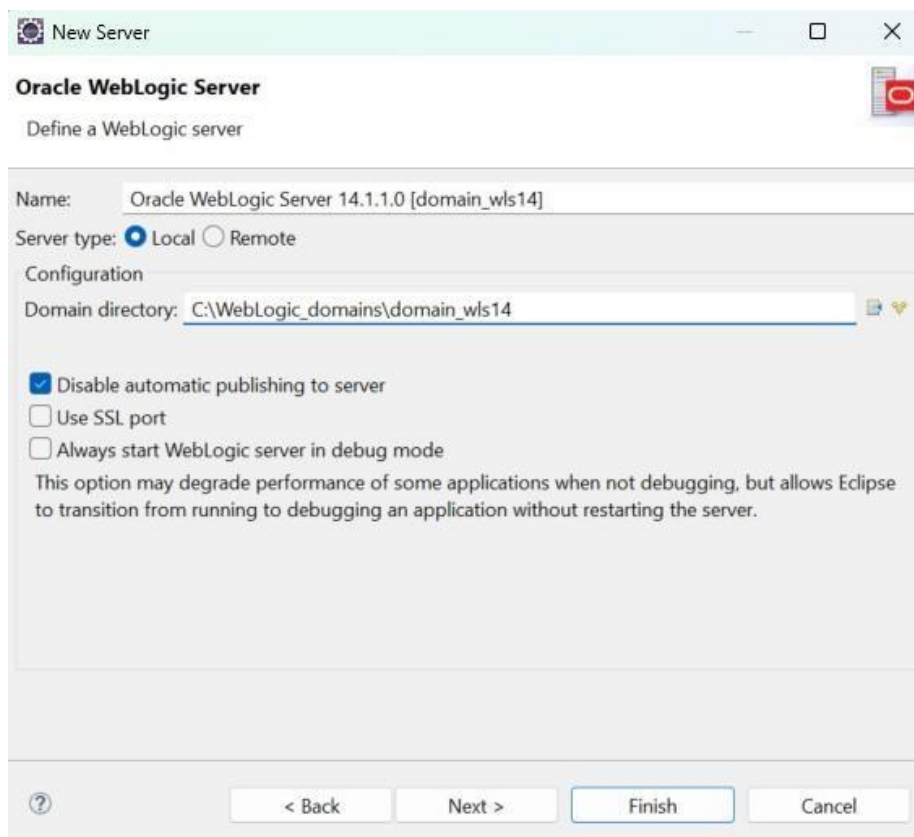 New Server
Oracle WebLogic Server
Define a WebLogic server
Name: Oracle WebLogic Server 14.1.1.0 [domain_wls14]
Server type: Local Remote
Configuration
Domain directory: C:\WebLogic_domains\domain_wls14
Disable automatic publishing to server
Use SSL port
Always start WebLogic server in debug mode
This option may degrade performance of some applications when not debugging, but allows Eclipse
to transition from running to debugging an application without restarting the server.
? < Back Next > Finish Cancel